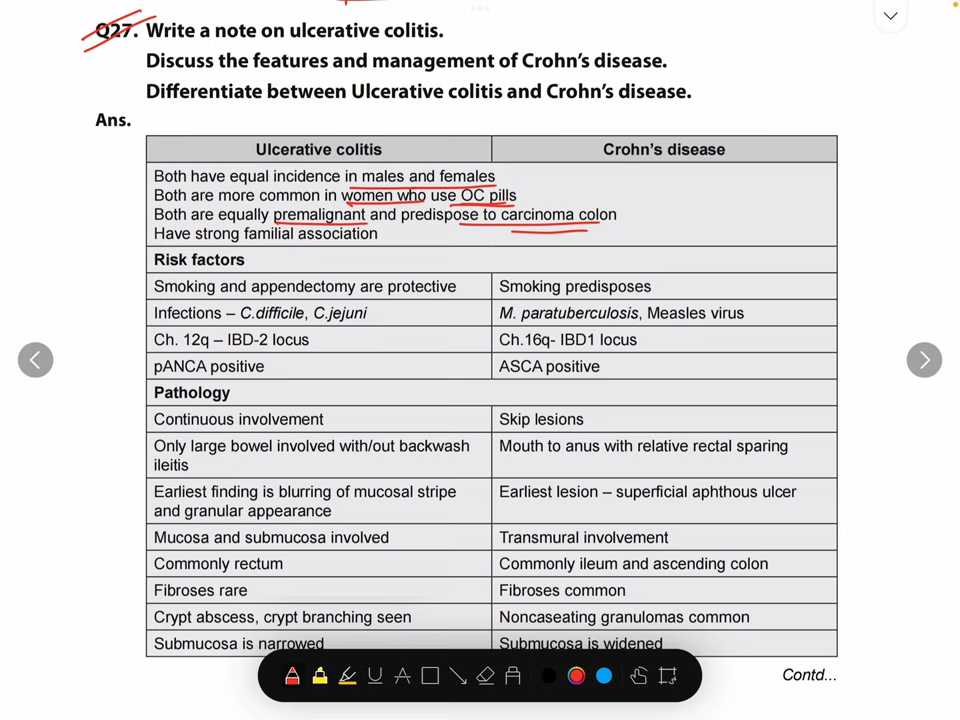 Q27. Write a note on ulcerative colitis.
Discuss the features and management of Crohn's disease.
Differentiate between Ulcerative colitis and Crohn's disease.
Ans.
Ulcerative colitis Crohn's disease
Both have equal incidence in males and females
Both are more common in women who use OC pills
Both are equally premalignant and predispose to carcinoma colon
Have strong familial association
Risk factors
Smoking and appendectomy are protective Smoking predisposes
Infections – C.difficile, C.jejuni M. paratuberculosis, Measles virus
Ch. 12q – IBD-2 locus Ch.16q- IBD1 locus
pANCA positive ASCA positive
Pathology
Continuous involvement Skip lesions
Only large bowel involved with/out backwash Mouth to anus with relative rectal sparing
ileitis
Earliest finding is blurring of mucosal stripe Earliest lesion – superficial aphthous ulcer
and granular appearance
Mucosa and submucosa involved Transmural involvement
Commonly rectum Commonly ileum and ascending colon
Fibroses rare Fibroses common
Crypt abscess, crypt branching seen Noncaseating granulomas common
Submucosa is narrowed Submucosa is widened
Contd...